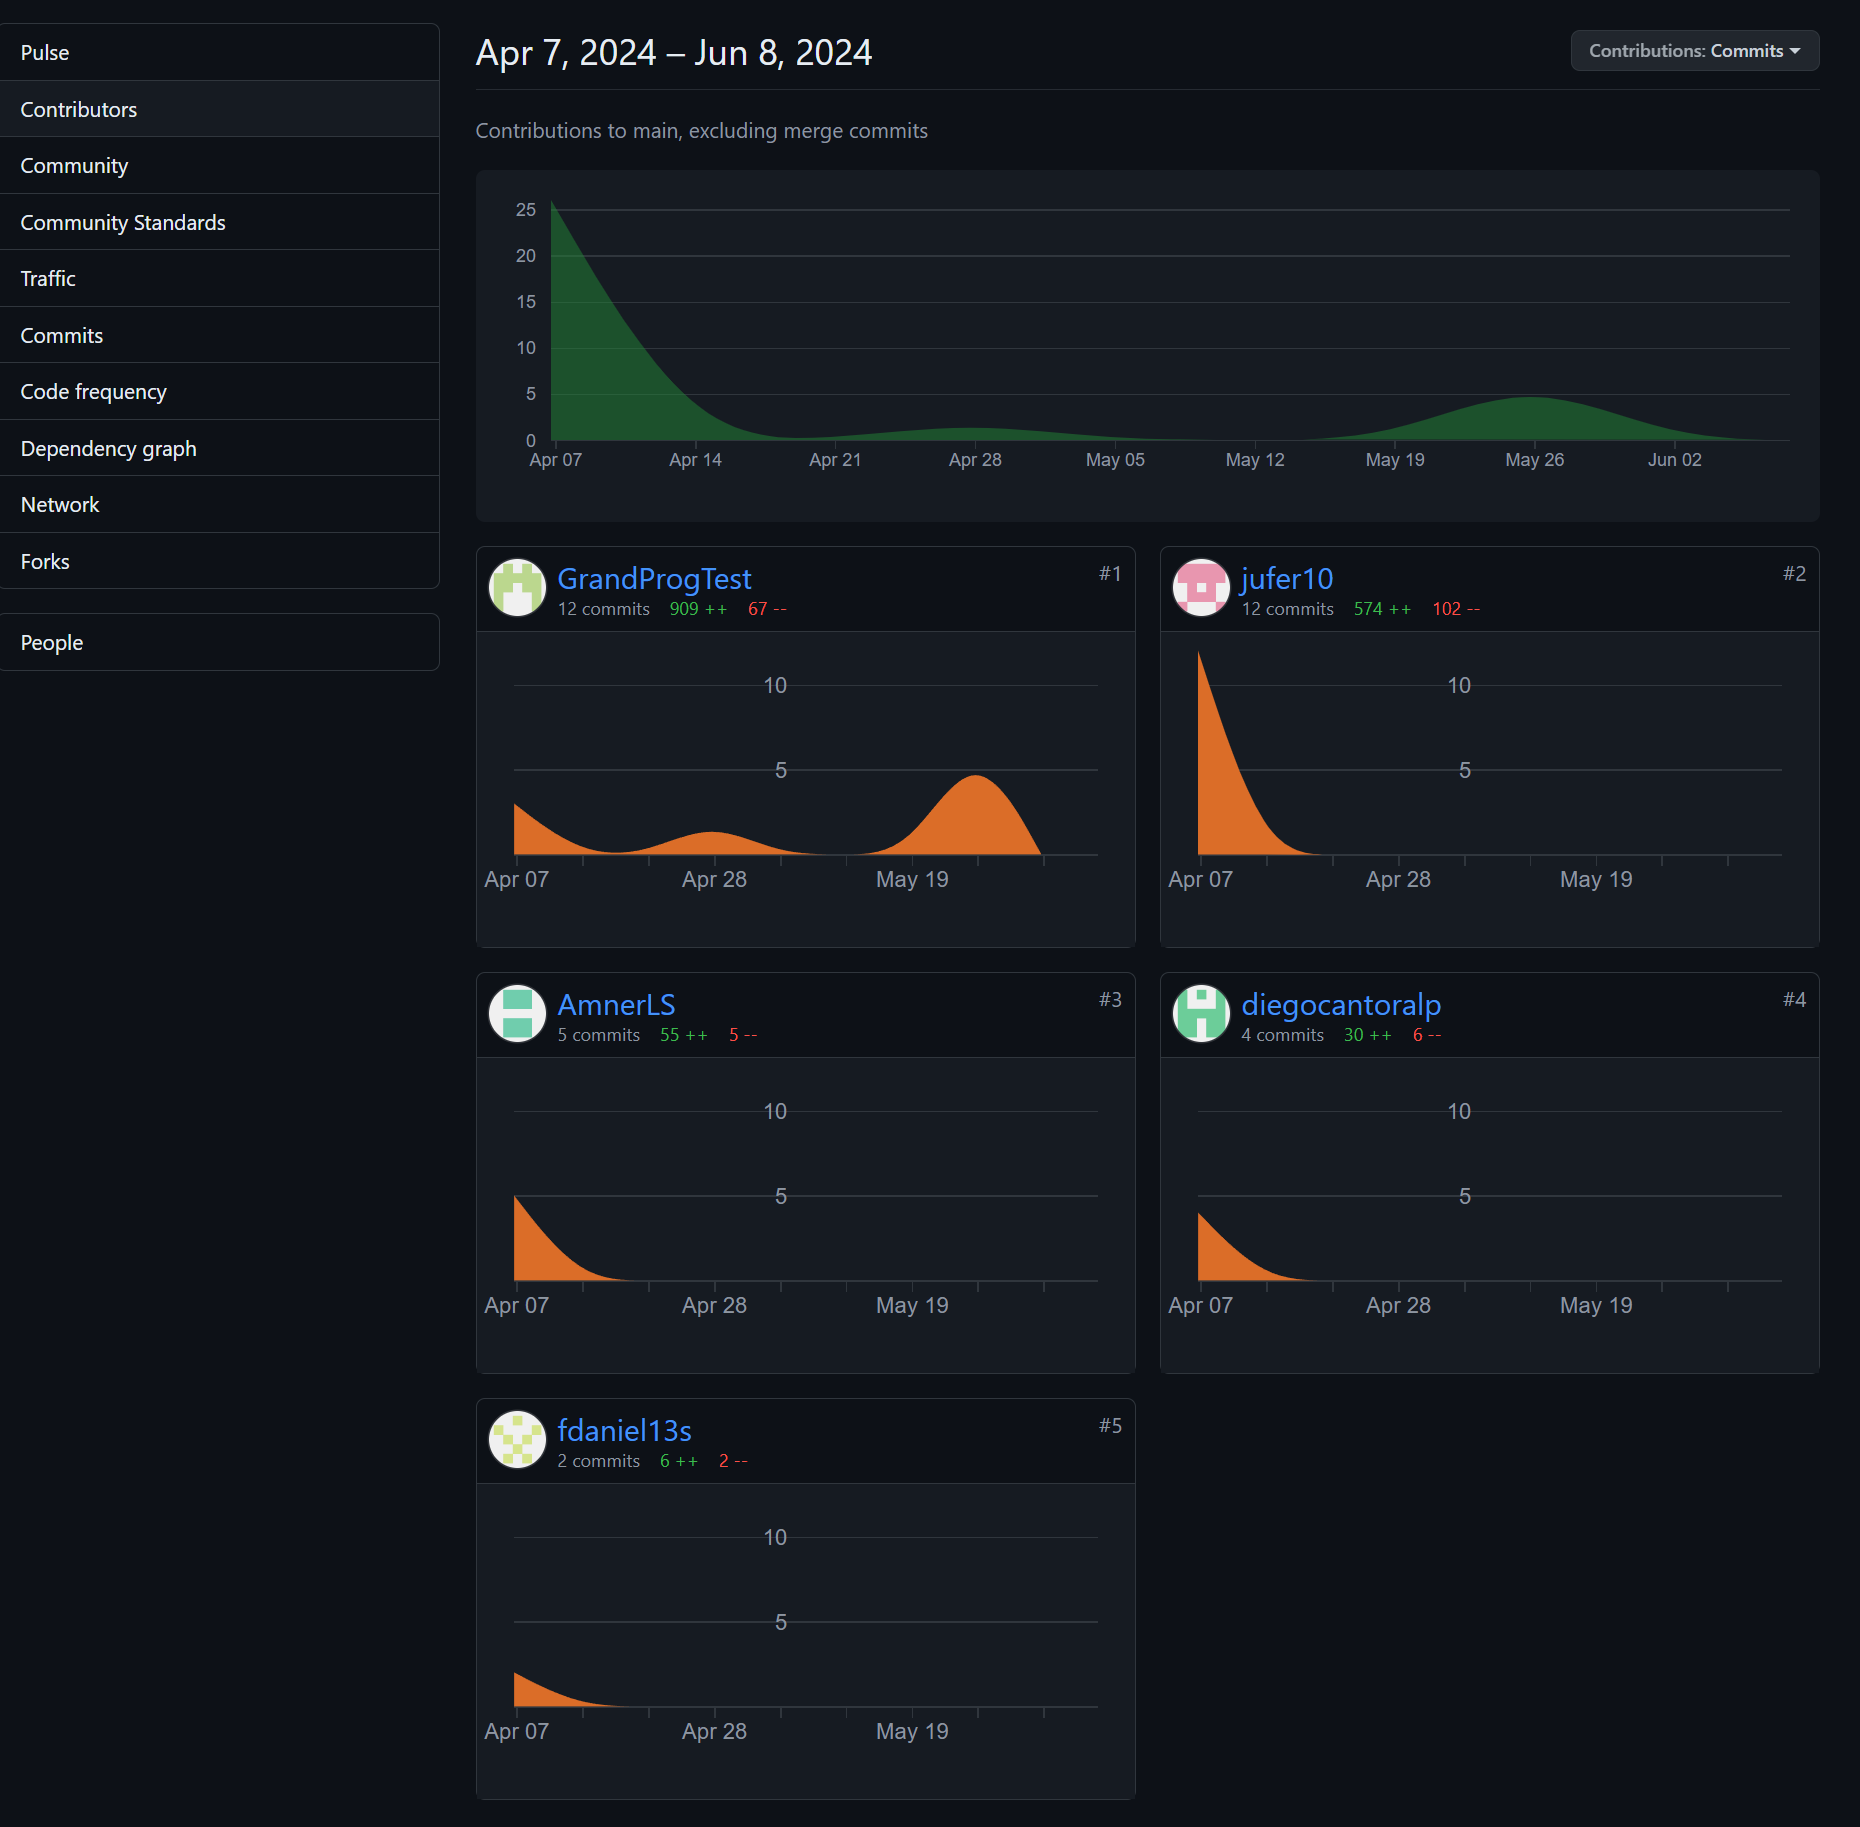 Pulse
Contributors
Community
Community Standards
Traffic
Commits
Code frequency
Dependency graph
Network
Forks
People
Apr 7, 2024 – Jun 8, 2024
Contributions: Commits
Contributions to main, excluding merge commits
25
20
15
10
5
0
Apr 07 Apr 14 Apr 21 Apr 28 May 05 May 12 May 19 May 26 Jun 02
GrandProgTest #1
12 commits 909 ++ 67 --
10
5
Apr 07 Apr 28 May 19
jufer10 #2
12 commits 574 ++ 102 --
10
5
Apr 07 Apr 28 May 19
AmnerLS #3
5 commits 55 ++ 5 --
10
5
Apr 07 Apr 28 May 19
diegocantoralp #4
4 commits 30 ++ 6 --
10
5
Apr 07 Apr 28 May 19
fdaniel13s #5
2 commits 6 ++ 2 --
10
5
Apr 07 Apr 28 May 19